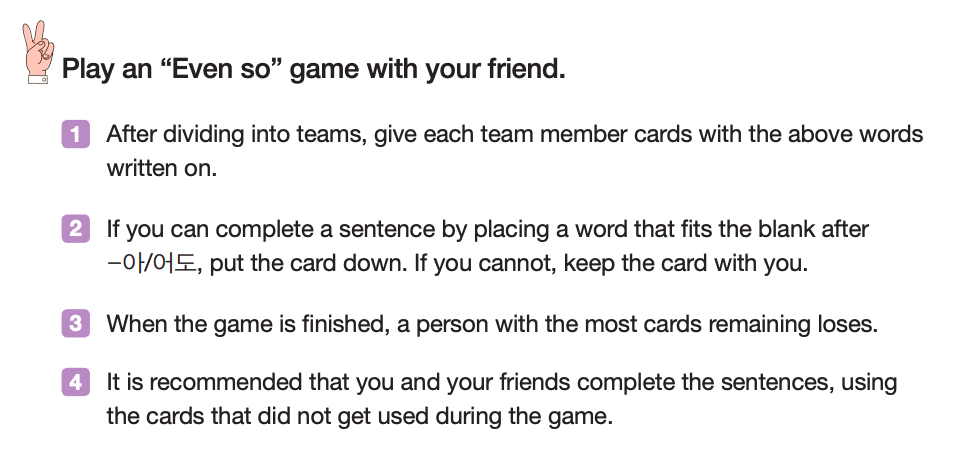 Play an “Even so” game with your friend.
1 After dividing into teams, give each team member cards with the above words
written on.
2 If you can complete a sentence by placing a word that fits the blank after
–아/어도, put the card down. If you cannot, keep the card with you.
3 When the game is finished, a person with the most cards remaining loses.
4 It is recommended that you and your friends complete the sentences, using
the cards that did not get used during the game.